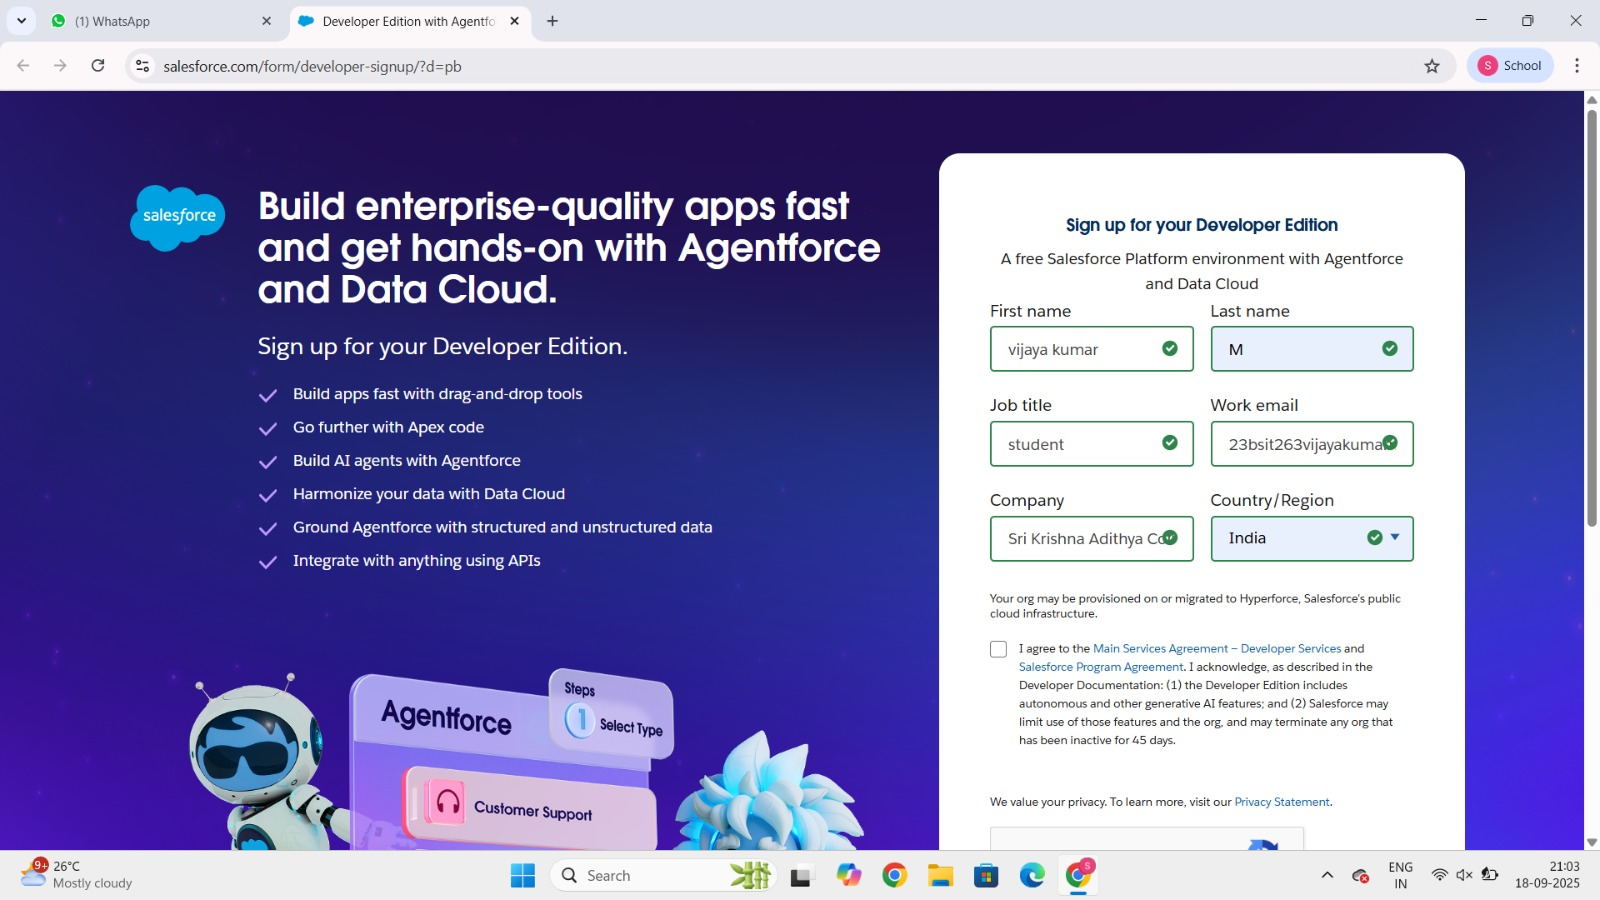 (1) WhatsApp
Developer Edition with Agentfo
salesforce.com/form/developer-signup/?d=pb
S School
salesforce
Build enterprise-quality apps fast
and get hands-on with Agentforce
and Data Cloud.
Sign up for your Developer Edition.
Build apps fast with drag-and-drop tools
Go further with Apex code
Build AI agents with Agentforce
Harmonize your data with Data Cloud
Ground Agentforce with structured and unstructured data
Integrate with anything using APIs
Agentforce
Steps
1 Select Type
Customer Support
Sign up for your Developer Edition
A free Salesforce Platform environment with Agentforce
and Data Cloud
First name
Last name
vijaya kumar
M
Job title
Work email
student
23bsit263vijayakuma
Company
Country/Region
Sri Krishna Adithya Co
India
Your org may be provisioned on or migrated to Hyperforce, Salesforce's public
cloud infrastructure.
I agree to the Main Services Agreement – Developer Services and
Salesforce Program Agreement. I acknowledge, as described in the
Developer Documentation: (1) the Developer Edition includes
autonomous and other generative AI features; and (2) Salesforce may
limit use of those features and the org, and may terminate any org that
has been inactive for 45 days.
We value your privacy. To learn more, visit our Privacy Statement.
9+
26°C
Mostly cloudy
Search
S
ENG
IN
21:03
18-09-2025